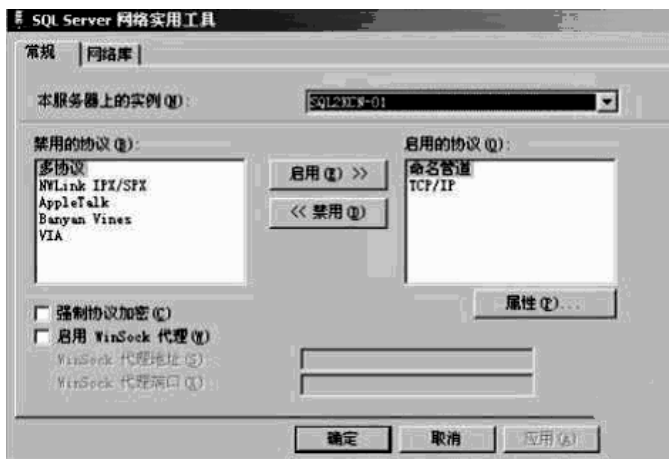 SQL Server 网络实用工具
常规 网络库
本服务器上的实例(N):
禁用的协议(B): 启用的协议(O):
多协议
NWLink IPX/SPX
AppleTalk
Banyan Vines
VIA
启用(E) >>
<< 禁用(D)
命名管道
TCP/IP
属性(P)...
强制协议加密(C)
启用 WinSock 代理(W)
WinSock 代理地址(S)
WinSock 代理端口(X)
确定 取消 应用(A)